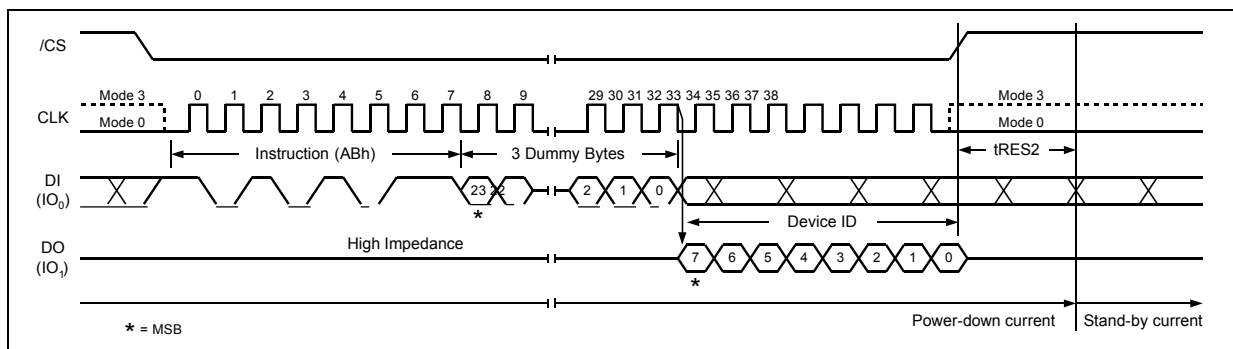 /CS
0 1 2 3 4 5 6 7 8 9 29 30 31 32 33 34 35 36 37 38
Mode 3 Mode 3
CLK
Mode 0 Mode 0
Instruction (ABh) 3 Dummy Bytes tRES2
DI
(IO0)
23 22 2 1 0
*
Device ID
High Impedance
DO
(IO1)
7 6 5 4 3 2 1 0
*
Power-down current Stand-by current
* = MSB